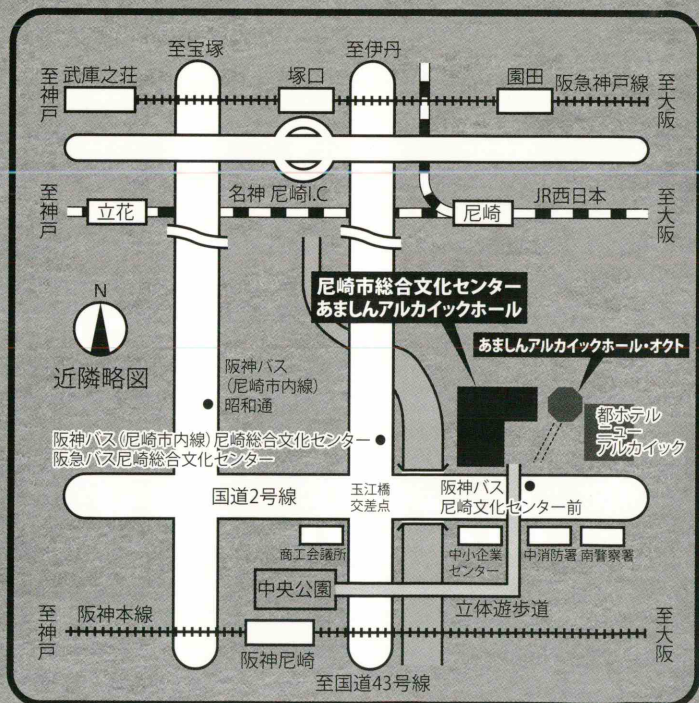 至宝塚
至伊丹
至神戸
武庫之荘
塚口
園田
阪急神戸線
至大阪
名神 尼崎I.C
至神戸
立花
尼崎
JR西日本
至大阪
尼崎市総合文化センター
あましんアルカイックホール
あましんアルカイックホール・オクト
N
近隣略図
都ホテル
ニュー
アルカイック
阪神バス
(尼崎市内線)
昭和通
阪神バス(尼崎市内線)尼崎総合文化センター
阪急バス尼崎総合文化センター
国道2号線
玉江橋
交差点
阪神バス
尼崎文化センター前
商工会議所
中小企業
センター
中消防署
南警察署
中央公園
立体遊歩道
至神戸
阪神本線
阪神尼崎
至大阪
至国道43号線